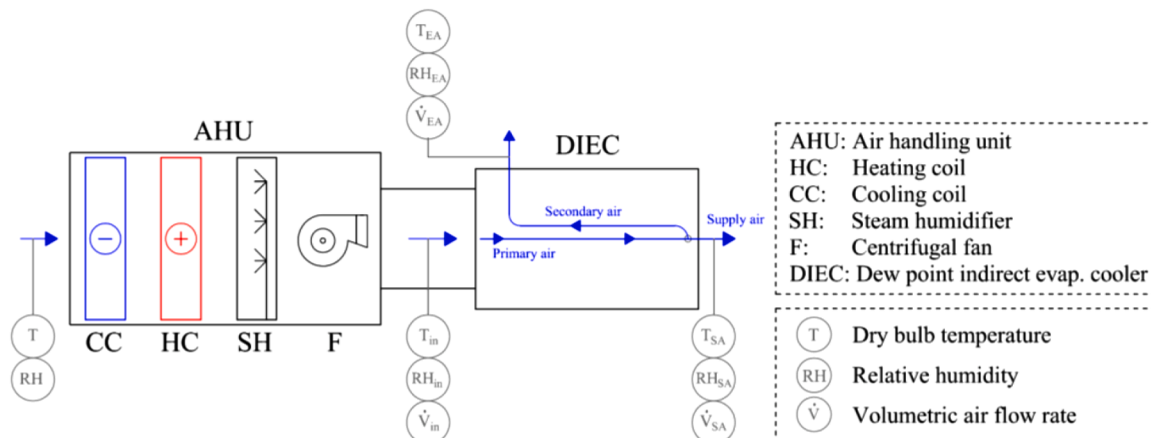 T_EA
RH_EA
V̇_EA
AHU
DIEC
Secondary air
Supply air
Primary air
CC
HC
SH
F
T
RH
T_in
RH_in
V̇_in
T_SA
RH_SA
V̇_SA
AHU: Air handling unit
HC: Heating coil
CC: Cooling coil
SH: Steam humidifier
F: Centrifugal fan
DIEC: Dew point indirect evap. cooler
T Dry bulb temperature
RH Relative humidity
V̇ Volumetric air flow rate